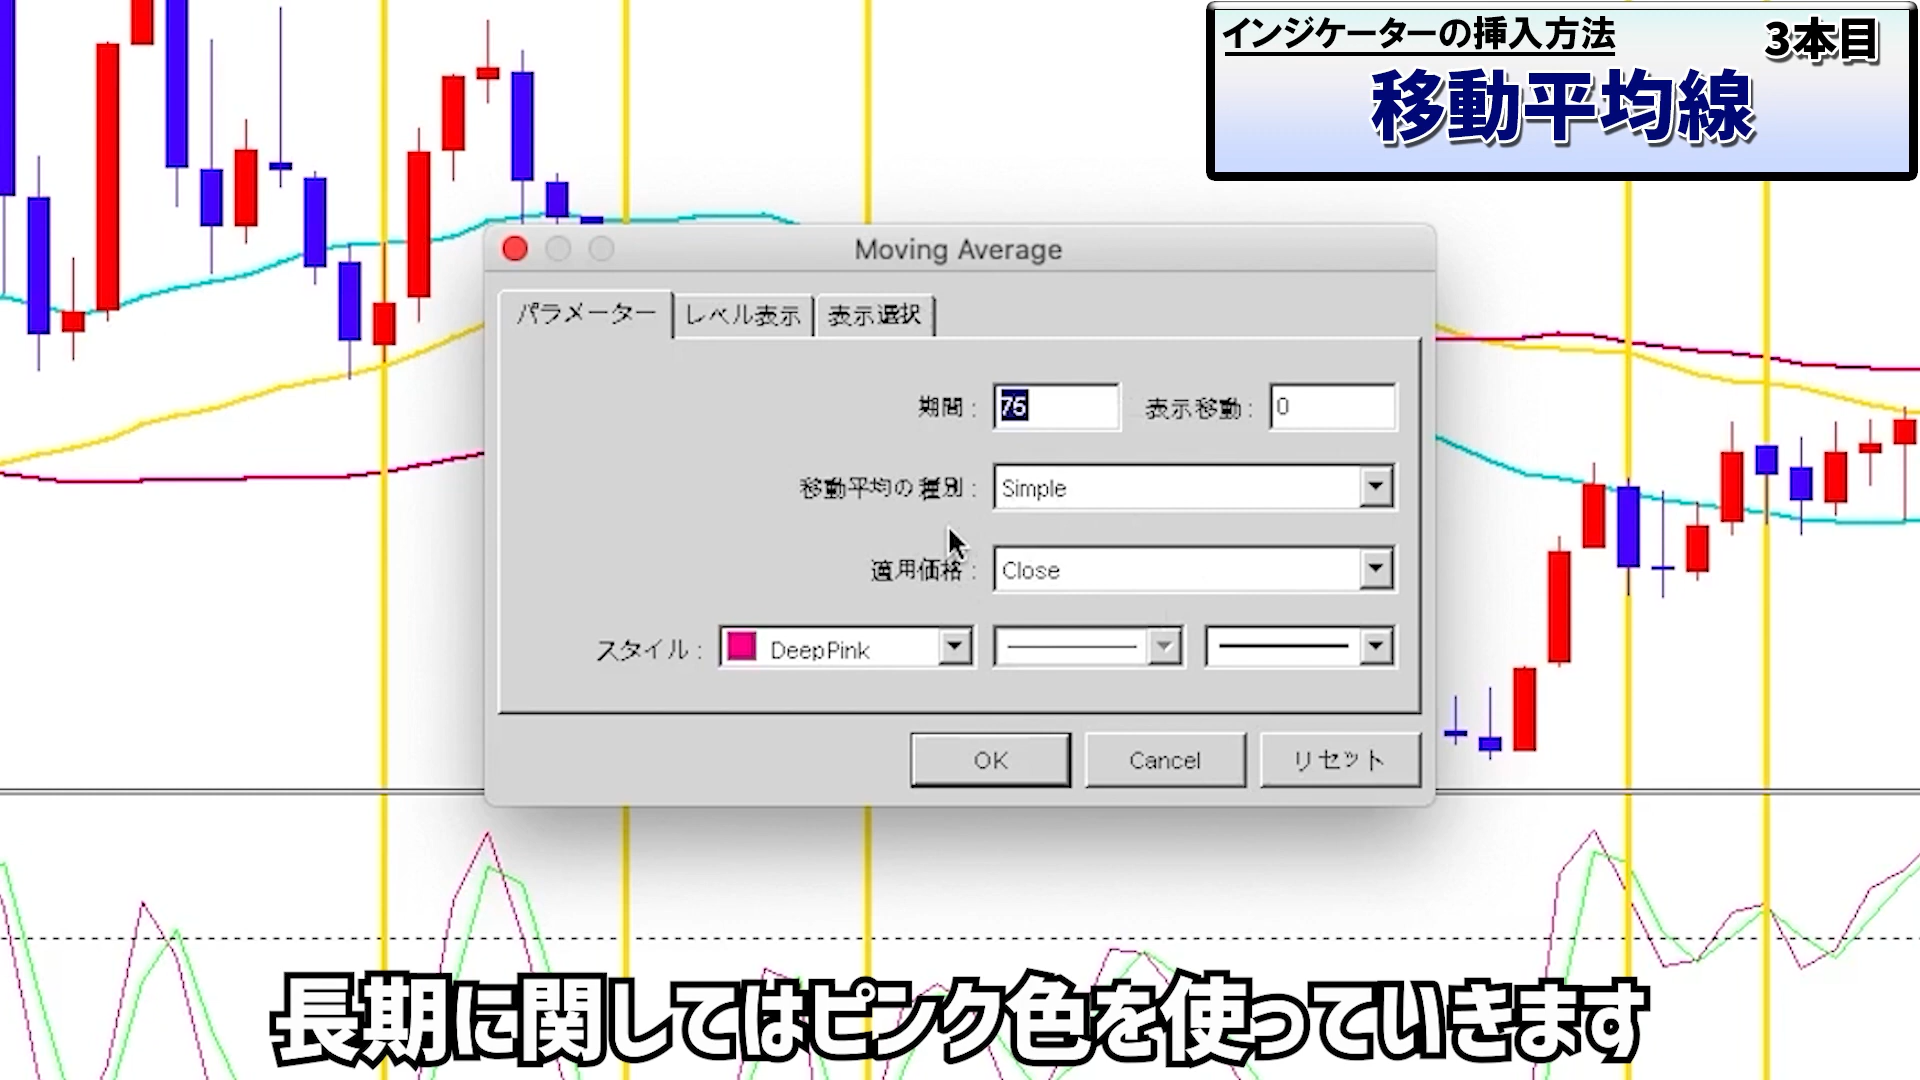 インジケーターの挿入方法
3本目
移動平均線
Moving Average
パラメーター
レベル表示
表示選択
期間 :
75
表示移動 :
0
移動平均の種別 :
Simple
適用価格 :
Close
スタイル :
DeepPink
OK
Cancel
リセット
長期に関してはピンク色を使っていきます